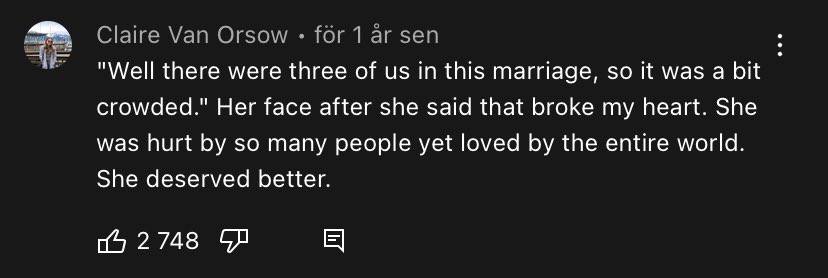 Claire Van Orsow • för 1 år sen
"Well there were three of us in this marriage, so it was a bit
crowded." Her face after she said that broke my heart. She
was hurt by so many people yet loved by the entire world.
She deserved better.
2 748